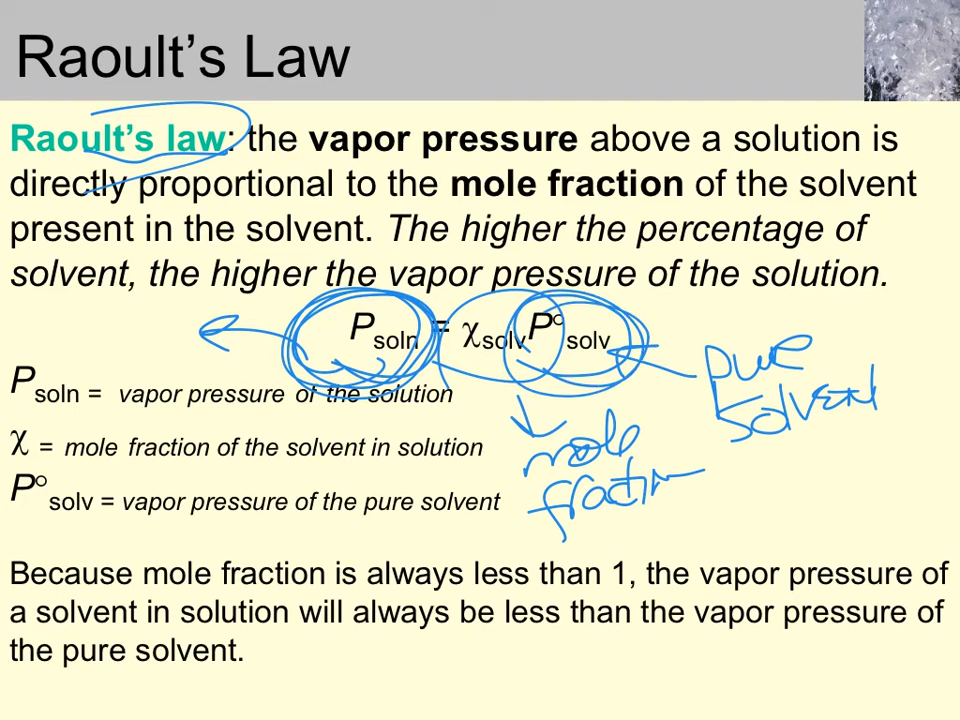 Raoult's Law
Raoult's law: the vapor pressure above a solution is
directly proportional to the mole fraction of the solvent
present in the solvent. The higher the percentage of
solvent, the higher the vapor pressure of the solution.
Psoln = χsolvP°solv
Psoln = vapor pressure of the solution
χ = mole fraction of the solvent in solution
P°solv = vapor pressure of the pure solvent
pure
solvent
mole
fraction
Because mole fraction is always less than 1, the vapor pressure of
a solvent in solution will always be less than the vapor pressure of
the pure solvent.